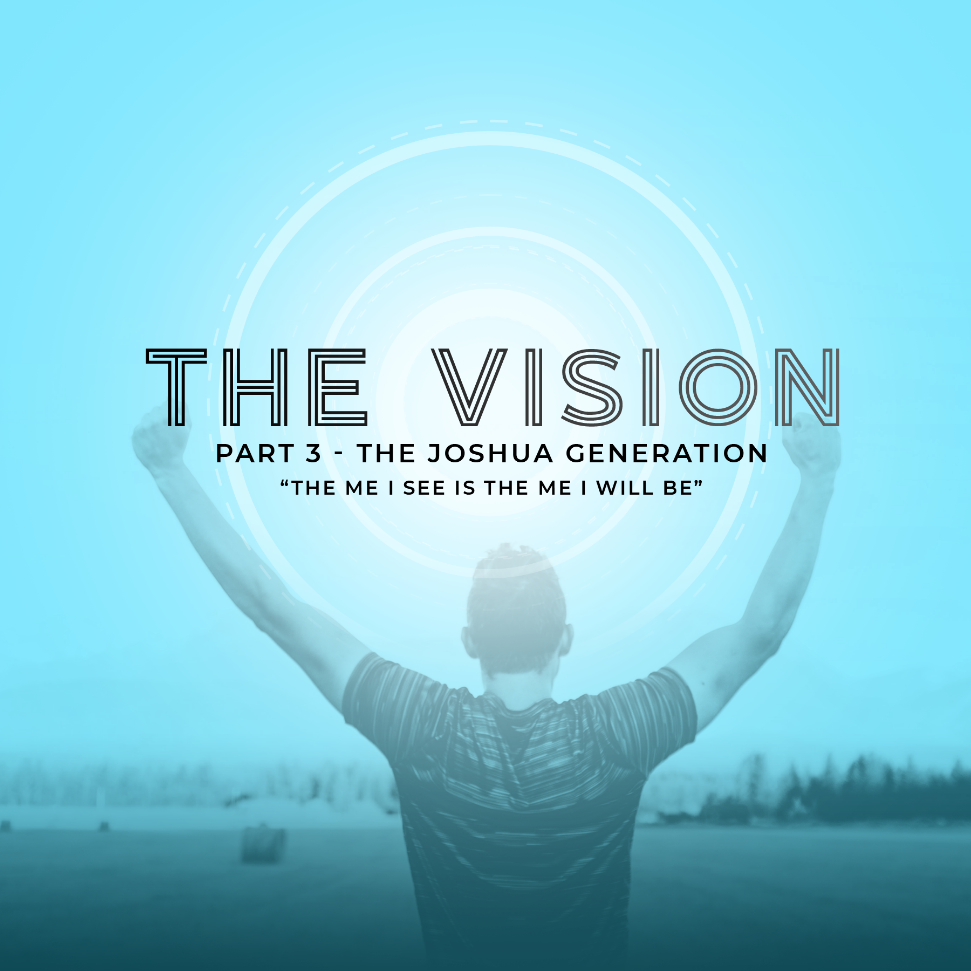 THE VISION
PART 3 - THE JOSHUA GENERATION
“THE ME I SEE IS THE ME I WILL BE”